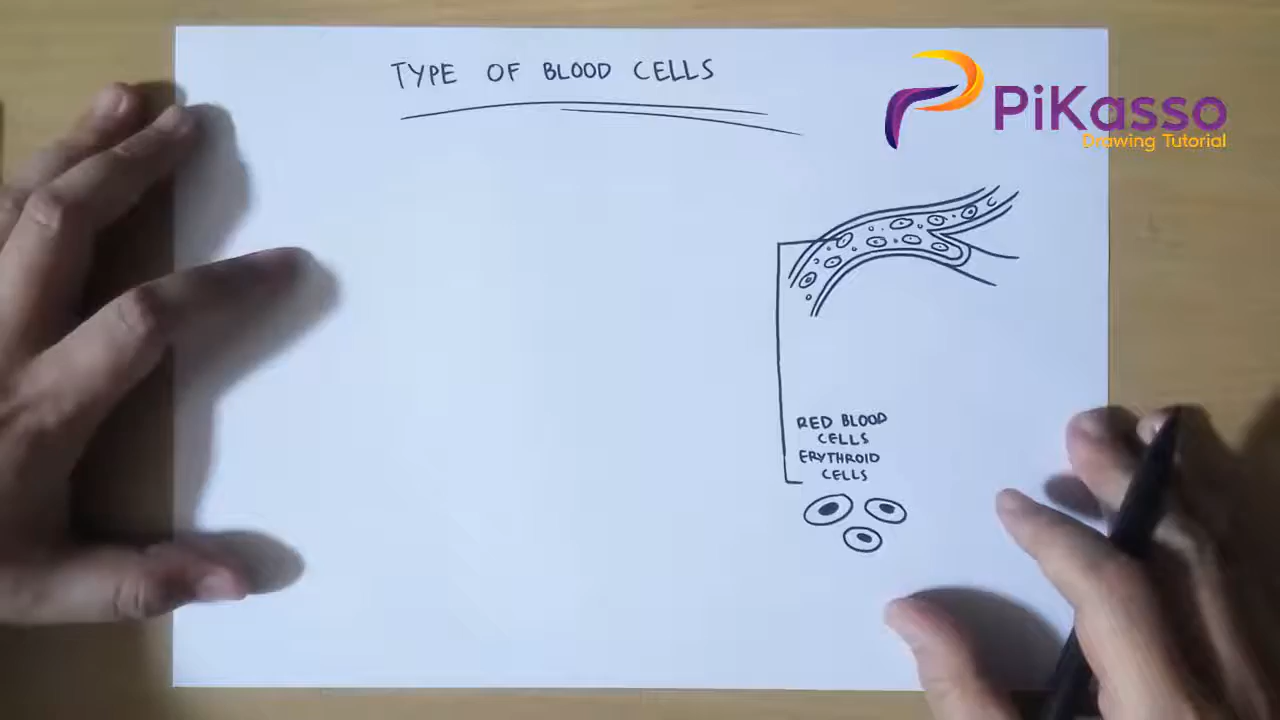 TYPE OF BLOOD CELLS
PiKasso
Drawing Tutorial
RED BLOOD
CELLS
ERYTHROID
CELLS